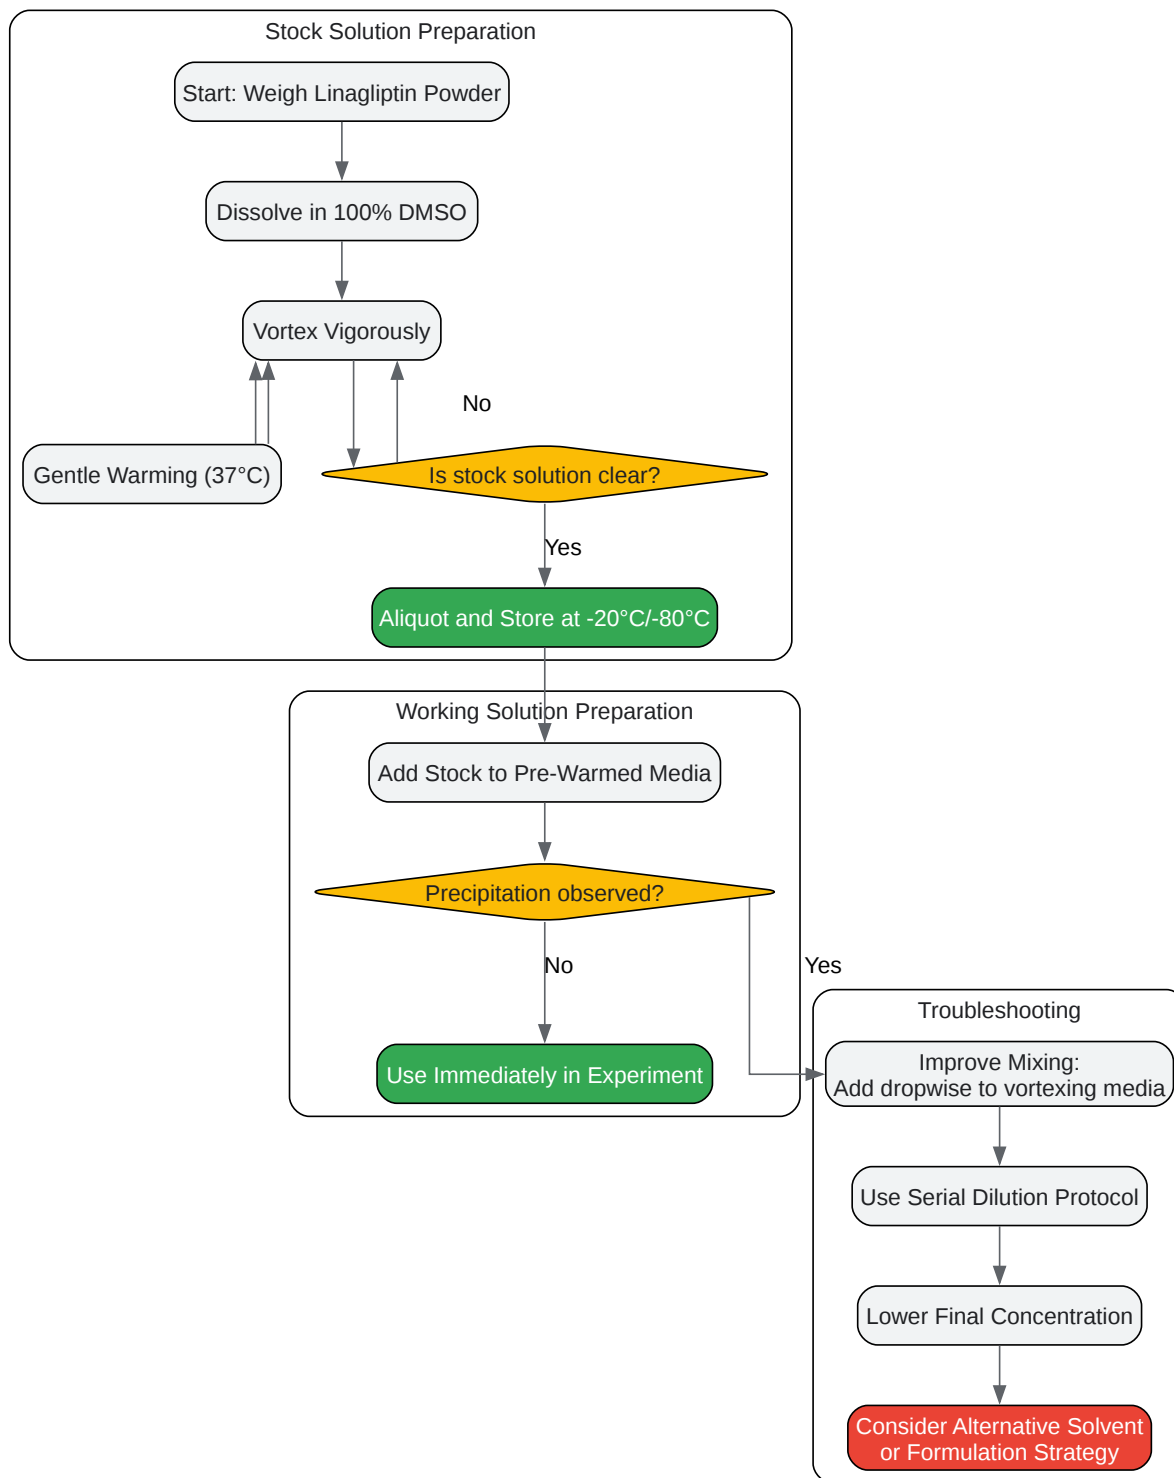 Stock Solution Preparation
Start: Weigh Linagliptin Powder
Dissolve in 100% DMSO
Vortex Vigorously
No
Gentle Warming (37°C)
Is stock solution clear?
Yes
Aliquot and Store at -20°C/-80°C
Working Solution Preparation
Add Stock to Pre-Warmed Media
Precipitation observed?
No
Yes
Use Immediately in Experiment
Troubleshooting
Improve Mixing:
Add dropwise to vortexing media
Use Serial Dilution Protocol
Lower Final Concentration
Consider Alternative Solvent
or Formulation Strategy